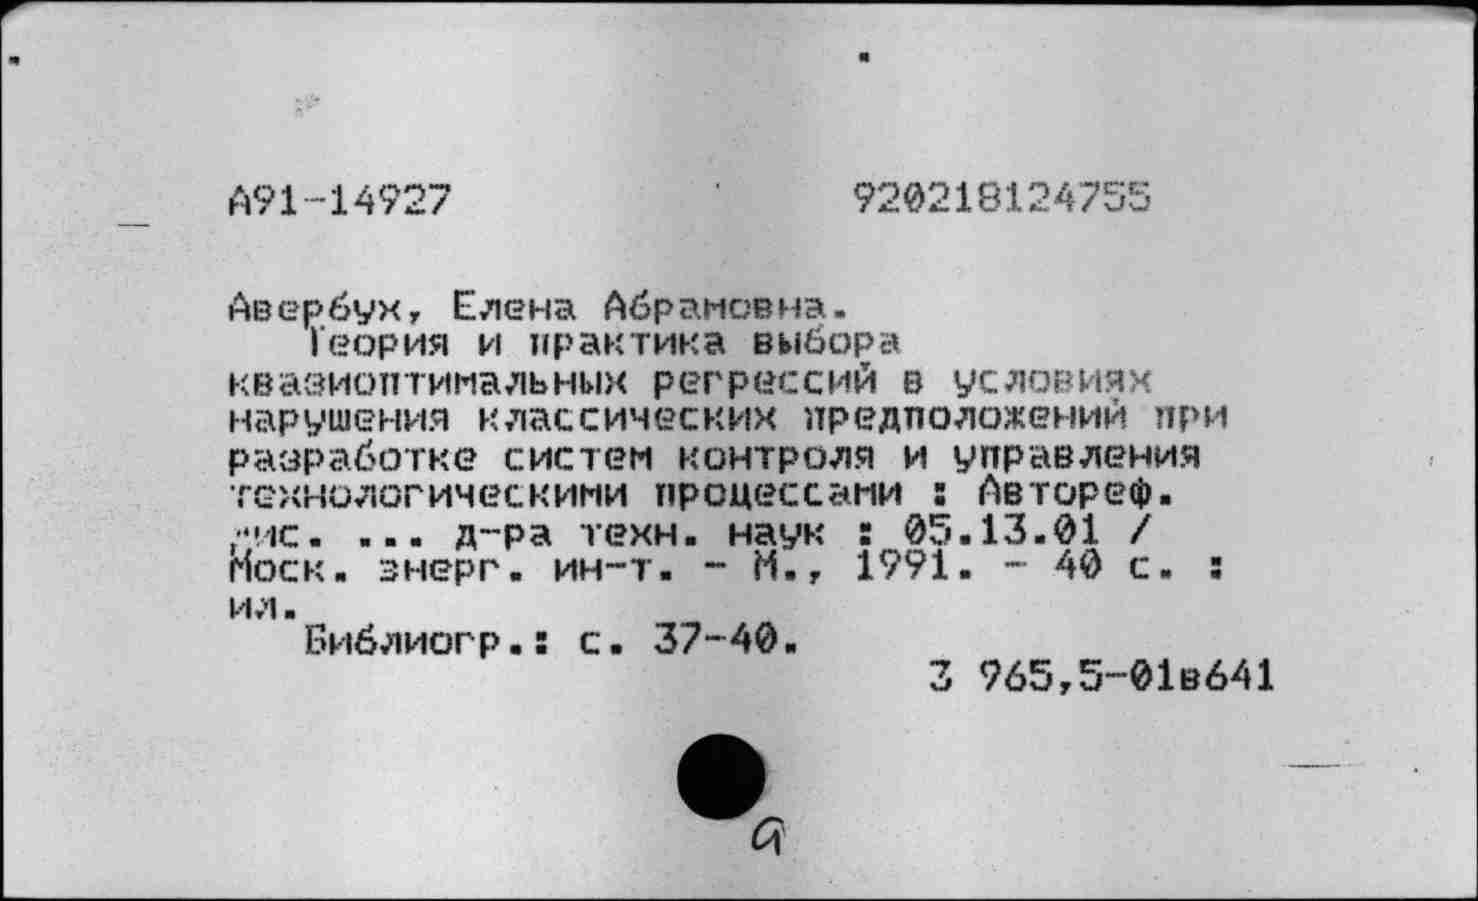 А91-14927 920218124755
Авербух, Елена Абрамовна.
Теория и практика выбора
квазиоптимальных регрессий в условиях
нарушения классических предположений при
разработке систем контроля и управления
технологическими процессами : Автореф.
дис. ... д-ра техн. наук : 05.13.01 /
Моск. энерг. ин-т. - М., 1991. - 40 с. :
ил.
Библиогр.: с. 37-40.
3 965,5-01в641